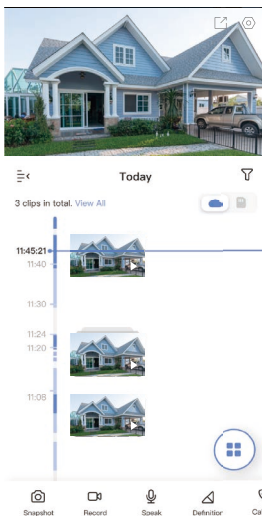 Today
3 clips in total. View All
11:45:21
11:40
11:30
11:24
11:20
11:08
Snapshot
Record
Speak
Definition